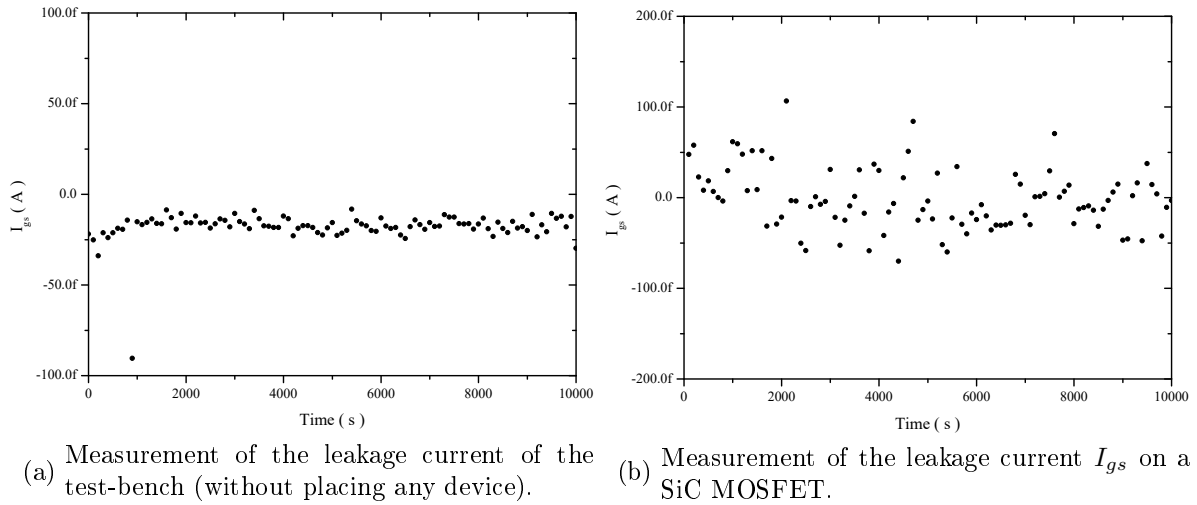 100.0f
50.0f
0.0
-50.0f
-100.0f
I_gs ( A )
0 2000 4000 6000 8000 10000
Time ( s )
(a) Measurement of the leakage current of the
test-bench (without placing any device).
200.0f
100.0f
0.0
-100.0f
-200.0f
I_gs ( A )
0 2000 4000 6000 8000 10000
Time ( s )
(b) Measurement of the leakage current I_gs on a
SiC MOSFET.